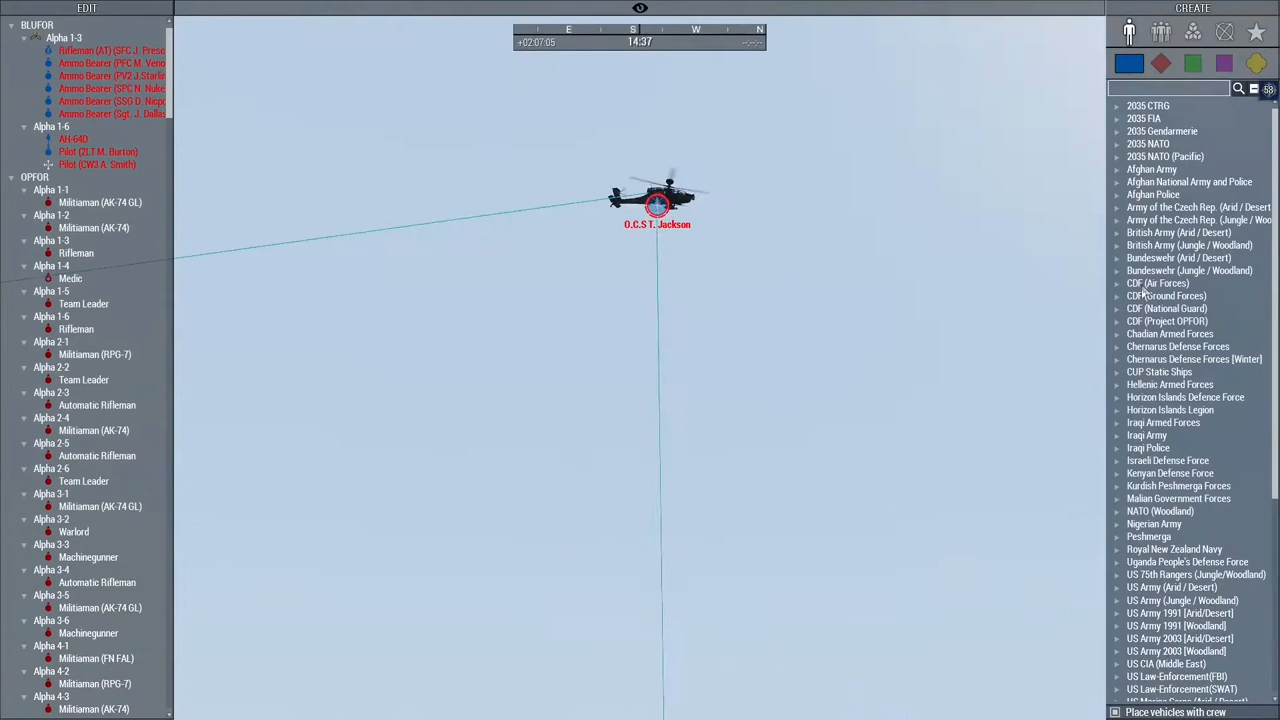 EDIT
BLUFOR
Alpha 1-3
Rifleman (AT) (SFC J. Presc
Ammo Bearer (PFC M. Veno
Ammo Bearer (PV2 J.Starlin
Ammo Bearer (SPC N. Nuke
Ammo Bearer (SSG D. Nicpo
Ammo Bearer (Sgt. J. Dallas
Alpha 1-6
AH-64D
Pilot (2LT M. Burton)
Pilot (CW3 A. Smith)
OPFOR
Alpha 1-1
Militiaman (AK-74 GL)
Alpha 1-2
Militiaman (AK-74)
Alpha 1-3
Rifleman
Alpha 1-4
Medic
Alpha 1-5
Team Leader
Alpha 1-6
Rifleman
Alpha 2-1
Militiaman (RPG-7)
Alpha 2-2
Team Leader
Alpha 2-3
Automatic Rifleman
Alpha 2-4
Militiaman (AK-74)
Alpha 2-5
Automatic Rifleman
Alpha 2-6
Team Leader
Alpha 3-1
Militiaman (AK-74 GL)
Alpha 3-2
Warlord
Alpha 3-3
Machinegunner
Alpha 3-4
Automatic Rifleman
Alpha 3-5
Militiaman (AK-74 GL)
Alpha 3-6
Machinegunner
Alpha 4-1
Militiaman (FN FAL)
Alpha 4-2
Militiaman (RPG-7)
Alpha 4-3
Militiaman (AK-74)
E S W N
+02:07:05 14:37 --:--:--
O.C.S T. Jackson
CREATE
58
2035 CTRG
2035 FIA
2035 Gendarmerie
2035 NATO
2035 NATO (Pacific)
Afghan Army
Afghan National Army and Police
Afghan Police
Army of the Czech Rep. (Arid / Desert
Army of the Czech Rep. (Jungle / Woo
British Army (Arid / Desert)
British Army (Jungle / Woodland)
Bundeswehr (Arid / Desert)
Bundeswehr (Jungle / Woodland)
CDF (Air Forces)
CDF (Ground Forces)
CDF (National Guard)
CDF (Project OPFOR)
Chadian Armed Forces
Chernarus Defense Forces
Chernarus Defense Forces [Winter]
CUP Static Ships
Hellenic Armed Forces
Horizon Islands Defence Force
Horizon Islands Legion
Iraqi Armed Forces
Iraqi Army
Iraqi Police
Israeli Defense Force
Kenyan Defense Force
Kurdish Peshmerga Forces
Malian Government Forces
NATO (Woodland)
Nigerian Army
Peshmerga
Royal New Zealand Navy
Uganda People's Defense Force
US 75th Rangers (Jungle/Woodland)
US Army (Arid / Desert)
US Army (Jungle / Woodland)
US Army 1991 [Arid/Desert]
US Army 1991 [Woodland]
US Army 2003 [Arid/Desert]
US Army 2003 [Woodland]
US CIA (Middle East)
US Law-Enforcement(FBI)
US Law-Enforcement(SWAT)
US Marine Corps (Arid / Desert)
Place vehicles with crew